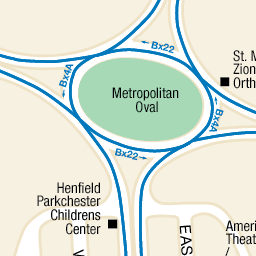 Bx22
Bx4A
St. M
Zion
Orth
Metropolitan
Oval
Bx4A
Bx22
Henfield
Parkchester
Childrens
Center
EAS
Ameri
Theat